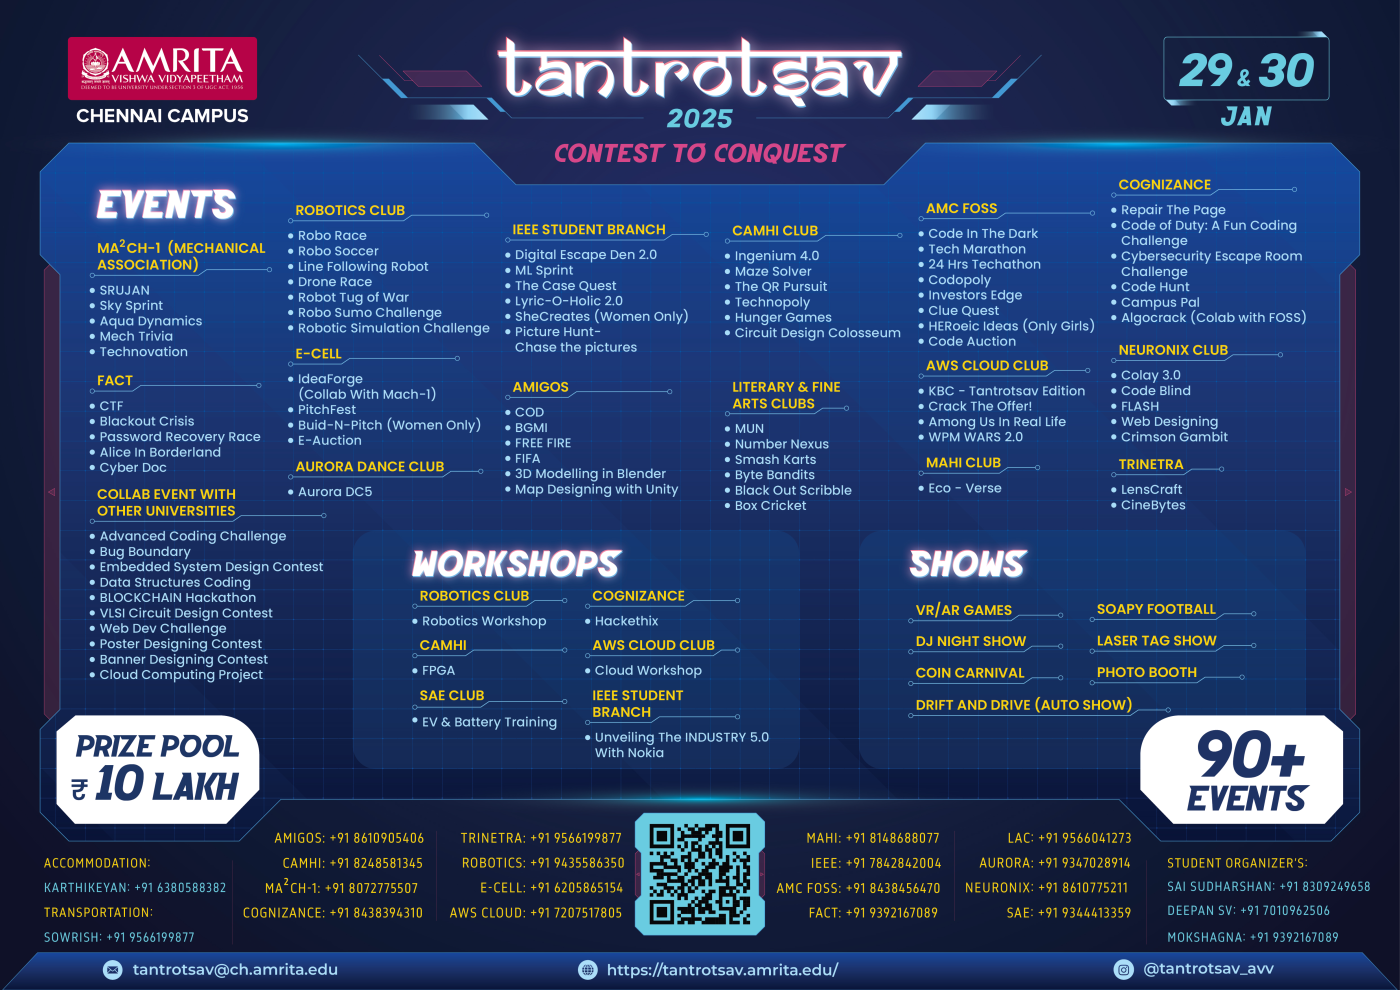 AMRITA
VISHWA VIDYAPEETHAM
DEEMED TO BE UNIVERSITY UNDER SECTION 3 OF UGC ACT, 1956
CHENNAI CAMPUS
tantrotsav
2025
CONTEST TO CONQUEST
29 & 30
JAN
EVENTS
MA²CH-1 (MECHANICAL
ASSOCIATION)
• SRUJAN
• Sky Sprint
• Aqua Dynamics
• Mech Trivia
• Technovation
FACT
• CTF
• Blackout Crisis
• Password Recovery Race
• Alice In Borderland
• Cyber Doc
COLLAB EVENT WITH
OTHER UNIVERSITIES
• Advanced Coding Challenge
• Bug Boundary
• Embedded System Design Contest
• Data Structures Coding
• BLOCKCHAIN Hackathon
• VLSI Circuit Design Contest
• Web Dev Challenge
• Poster Designing Contest
• Banner Designing Contest
• Cloud Computing Project
ROBOTICS CLUB
• Robo Race
• Robo Soccer
• Line Following Robot
• Drone Race
• Robot Tug of War
• Robo Sumo Challenge
• Robotic Simulation Challenge
E-CELL
• IdeaForge
(Collab With Mach-1)
• PitchFest
• Buid-N-Pitch (Women Only)
• E-Auction
AURORA DANCE CLUB
• Aurora DC5
IEEE STUDENT BRANCH
• Digital Escape Den 2.0
• ML Sprint
• The Case Quest
• Lyric-O-Holic 2.0
• SheCreates (Women Only)
• Picture Hunt-
Chase the pictures
AMIGOS
• COD
• BGMI
• FREE FIRE
• FIFA
• 3D Modelling in Blender
• Map Designing with Unity
CAMHI CLUB
• Ingenium 4.0
• Maze Solver
• The QR Pursuit
• Technopoly
• Hunger Games
• Circuit Design Colosseum
LITERARY & FINE
ARTS CLUBS
• MUN
• Number Nexus
• Smash Karts
• Byte Bandits
• Black Out Scribble
• Box Cricket
AMC FOSS
• Code In The Dark
• Tech Marathon
• 24 Hrs Techathon
• Codopoly
• Investors Edge
• Clue Quest
• HERoeic Ideas (Only Girls)
• Code Auction
AWS CLOUD CLUB
• KBC - Tantrotsav Edition
• Crack The Offer!
• Among Us In Real Life
• WPM WARS 2.0
MAHI CLUB
• Eco - Verse
COGNIZANCE
• Repair The Page
• Code of Duty: A Fun Coding
Challenge
• Cybersecurity Escape Room
Challenge
• Code Hunt
• Campus Pal
• Algocrack (Colab with FOSS)
NEURONIX CLUB
• Colay 3.0
• Code Blind
• FLASH
• Web Designing
• Crimson Gambit
TRINETRA
• LensCraft
• CineBytes
WORKSHOPS
ROBOTICS CLUB
• Robotics Workshop
CAMHI
• FPGA
SAE CLUB
• EV & Battery Training
COGNIZANCE
• Hackethix
AWS CLOUD CLUB
• Cloud Workshop
IEEE STUDENT
BRANCH
• Unveiling The INDUSTRY 5.0
With Nokia
SHOWS
VR/AR GAMES
DJ NIGHT SHOW
COIN CARNIVAL
DRIFT AND DRIVE (AUTO SHOW)
SOAPY FOOTBALL
LASER TAG SHOW
PHOTO BOOTH
PRIZE POOL
₹ 10 LAKH
90+
EVENTS
ACCOMMODATION:
KARTHIKEYAN: +91 6380588382
TRANSPORTATION:
SOWRISH: +91 9566199877
AMIGOS: +91 8610905406
CAMHI: +91 8248581345
MA²CH-1: +91 8072775507
COGNIZANCE: +91 8438394310
TRINETRA: +91 9566199877
ROBOTICS: +91 9435586350
E-CELL: +91 6205865154
AWS CLOUD: +91 7207517805
MAHI: +91 8148688077
IEEE: +91 7842842004
AMC FOSS: +91 8438456470
FACT: +91 9392167089
LAC: +91 9566041273
AURORA: +91 9347028914
NEURONIX: +91 8610775211
SAE: +91 9344413359
STUDENT ORGANIZER'S:
SAI SUDHARSHAN: +91 8309249658
DEEPAN SV: +91 7010962506
MOKSHAGNA: +91 9392167089
tantrotsav@ch.amrita.edu
https://tantrotsav.amrita.edu/
@tantrotsav_avv